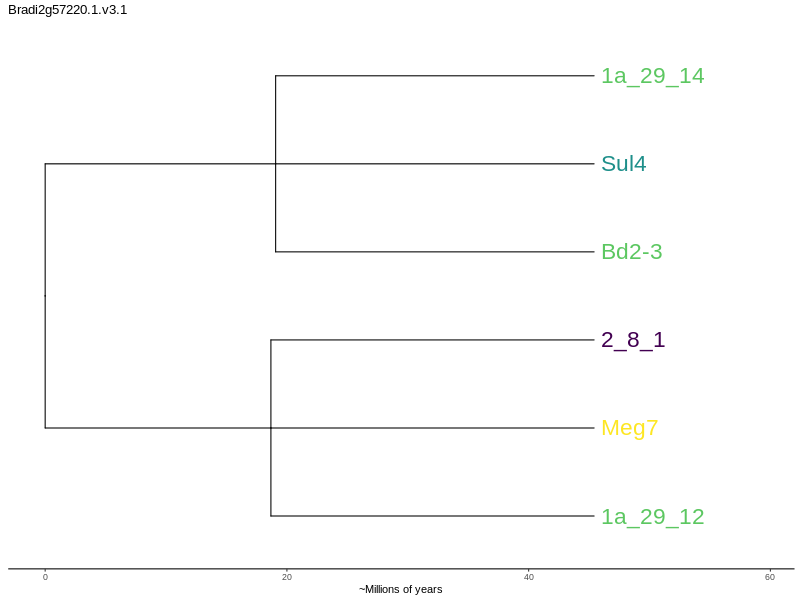 Bradi2g57220.1.v3.1
1a_29_14
Sul4
Bd2-3
2_8_1
Meg7
1a_29_12
0 20 40 60
~Millions of years